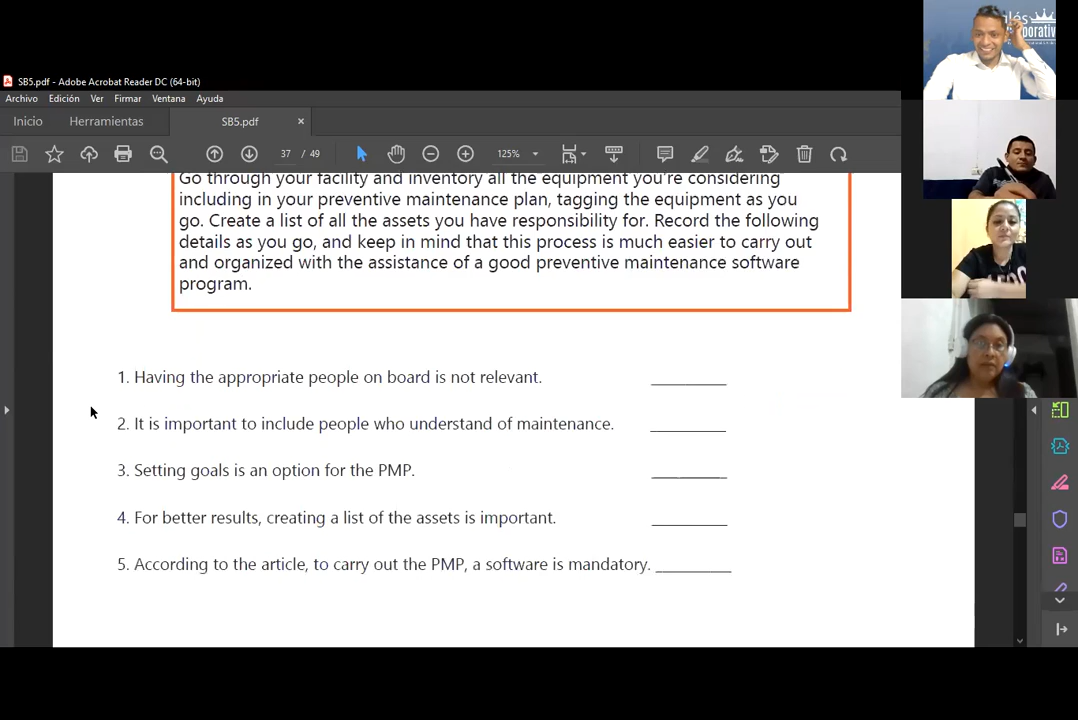 SB5.pdf - Adobe Acrobat Reader DC (64-bit)
Archivo Edición Ver Firmar Ventana Ayuda
Inicio Herramientas SB5.pdf ×
37 / 49 125%
Go through your facility and inventory all the equipment you're considering
including in your preventive maintenance plan, tagging the equipment as you
go. Create a list of all the assets you have responsibility for. Record the following
details as you go, and keep in mind that this process is much easier to carry out
and organized with the assistance of a good preventive maintenance software
program.
1. Having the appropriate people on board is not relevant. _________
2. It is important to include people who understand of maintenance. _________
3. Setting goals is an option for the PMP. _________
4. For better results, creating a list of the assets is important. _________
5. According to the article, to carry out the PMP, a software is mandatory. _________